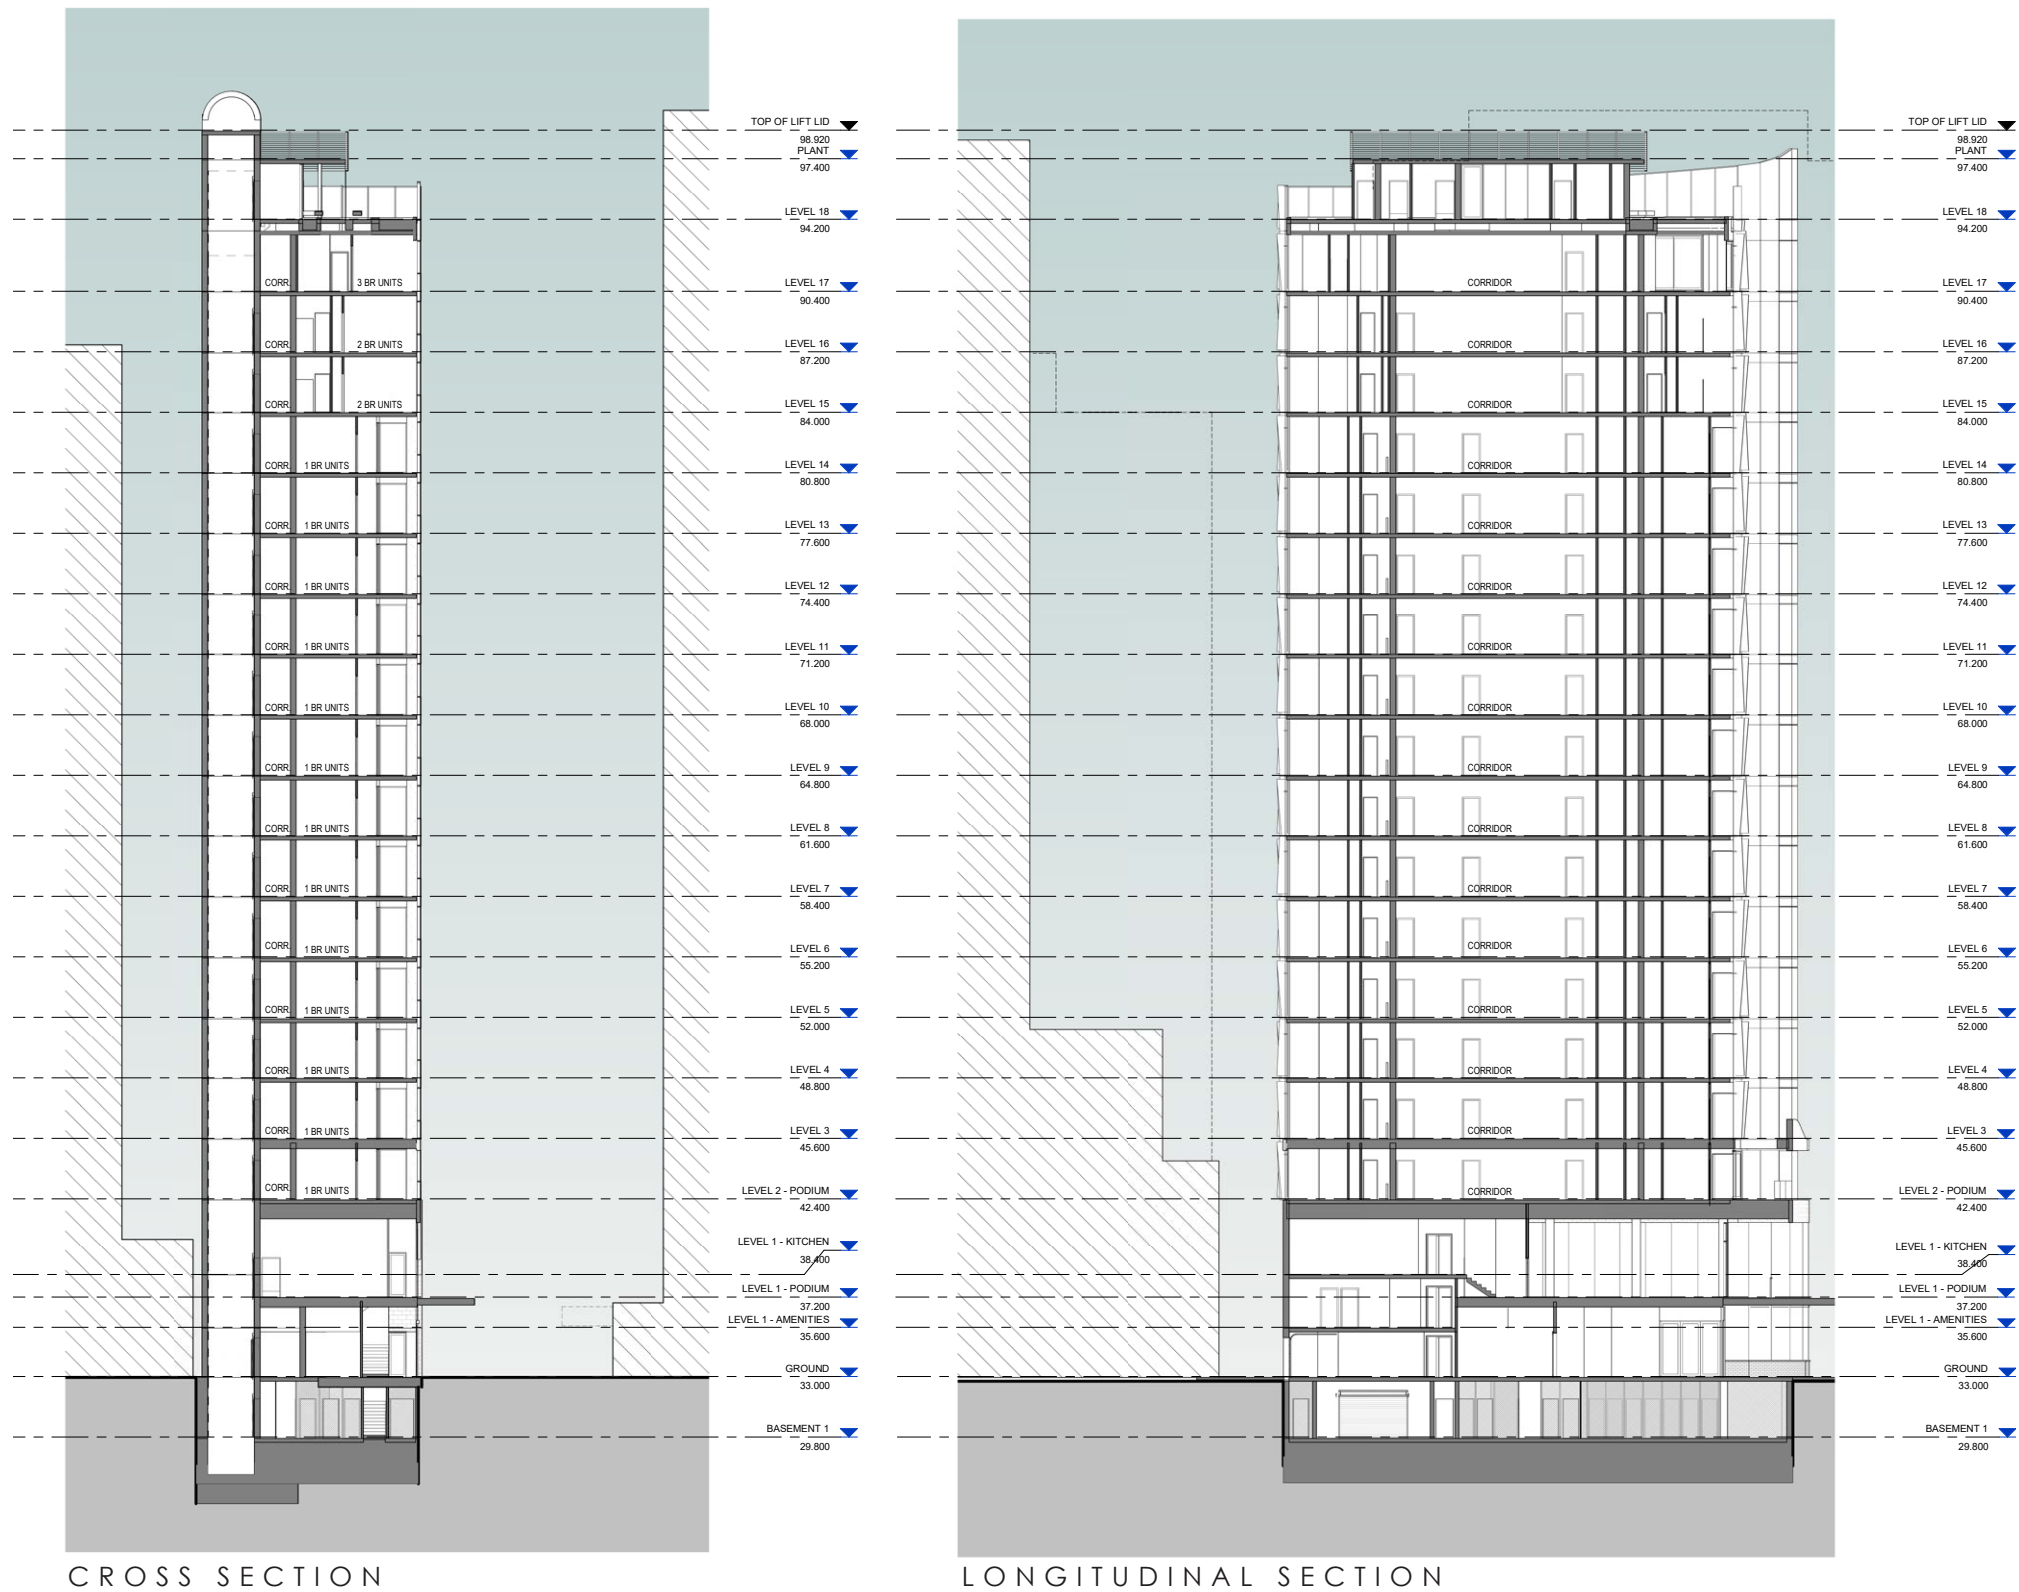 TOP OF LIFT LID
98.920
PLANT
97.400
LEVEL 18
94.200
CORR. 3 BR UNITS
LEVEL 17
90.400
CORR. 2 BR UNITS
LEVEL 16
87.200
CORR. 2 BR UNITS
LEVEL 15
84.000
CORR. 1 BR UNITS
LEVEL 14
80.800
CORR. 1 BR UNITS
LEVEL 13
77.600
CORR. 1 BR UNITS
LEVEL 12
74.400
CORR. 1 BR UNITS
LEVEL 11
71.200
CORR. 1 BR UNITS
LEVEL 10
68.000
CORR. 1 BR UNITS
LEVEL 9
64.800
CORR. 1 BR UNITS
LEVEL 8
61.600
CORR. 1 BR UNITS
LEVEL 7
58.400
CORR. 1 BR UNITS
LEVEL 6
55.200
CORR. 1 BR UNITS
LEVEL 5
52.000
CORR. 1 BR UNITS
LEVEL 4
48.800
CORR. 1 BR UNITS
LEVEL 3
45.600
CORR. 1 BR UNITS
LEVEL 2 - PODIUM
42.400
LEVEL 1 - KITCHEN
38.400
LEVEL 1 - PODIUM
37.200
LEVEL 1 - AMENITIES
35.600
GROUND
33.000
BASEMENT 1
29.800
CROSS SECTION
TOP OF LIFT LID
98.920
PLANT
97.400
LEVEL 18
94.200
CORRIDOR
LEVEL 17
90.400
CORRIDOR
LEVEL 16
87.200
CORRIDOR
LEVEL 15
84.000
CORRIDOR
LEVEL 14
80.800
CORRIDOR
LEVEL 13
77.600
CORRIDOR
LEVEL 12
74.400
CORRIDOR
LEVEL 11
71.200
CORRIDOR
LEVEL 10
68.000
CORRIDOR
LEVEL 9
64.800
CORRIDOR
LEVEL 8
61.600
CORRIDOR
LEVEL 7
58.400
CORRIDOR
LEVEL 6
55.200
CORRIDOR
LEVEL 5
52.000
CORRIDOR
LEVEL 4
48.800
CORRIDOR
LEVEL 3
45.600
CORRIDOR
LEVEL 2 - PODIUM
42.400
LEVEL 1 - KITCHEN
38.400
LEVEL 1 - PODIUM
37.200
LEVEL 1 - AMENITIES
35.600
GROUND
33.000
BASEMENT 1
29.800
LONGITUDINAL SECTION